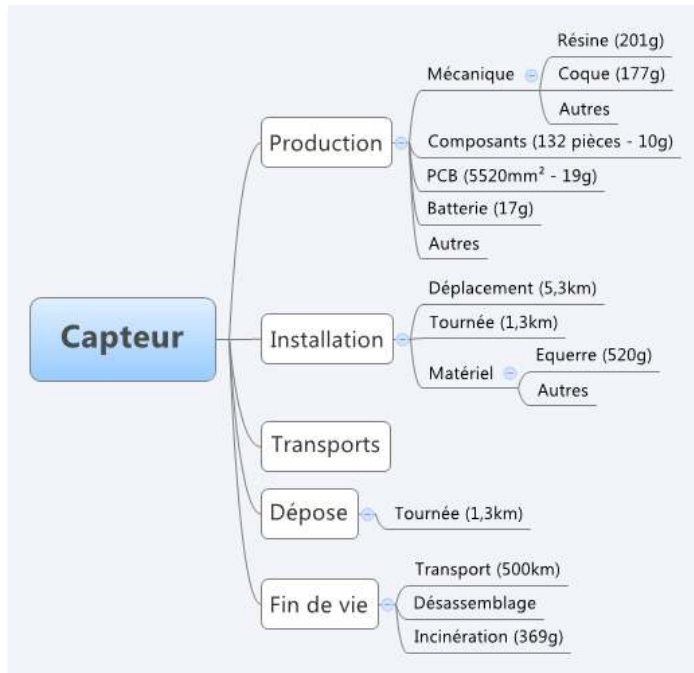 Capteur
Production
Mécanique
Résine (201g)
Coque (177g)
Autres
Composants (132 pièces - 10g)
PCB (5520mm² - 19g)
Batterie (17g)
Autres
Installation
Déplacement (5,3km)
Tournée (1,3km)
Matériel
Equerre (520g)
Autres
Transports
Dépose
Tournée (1,3km)
Fin de vie
Transport (500km)
Désassemblage
Incinération (369g)